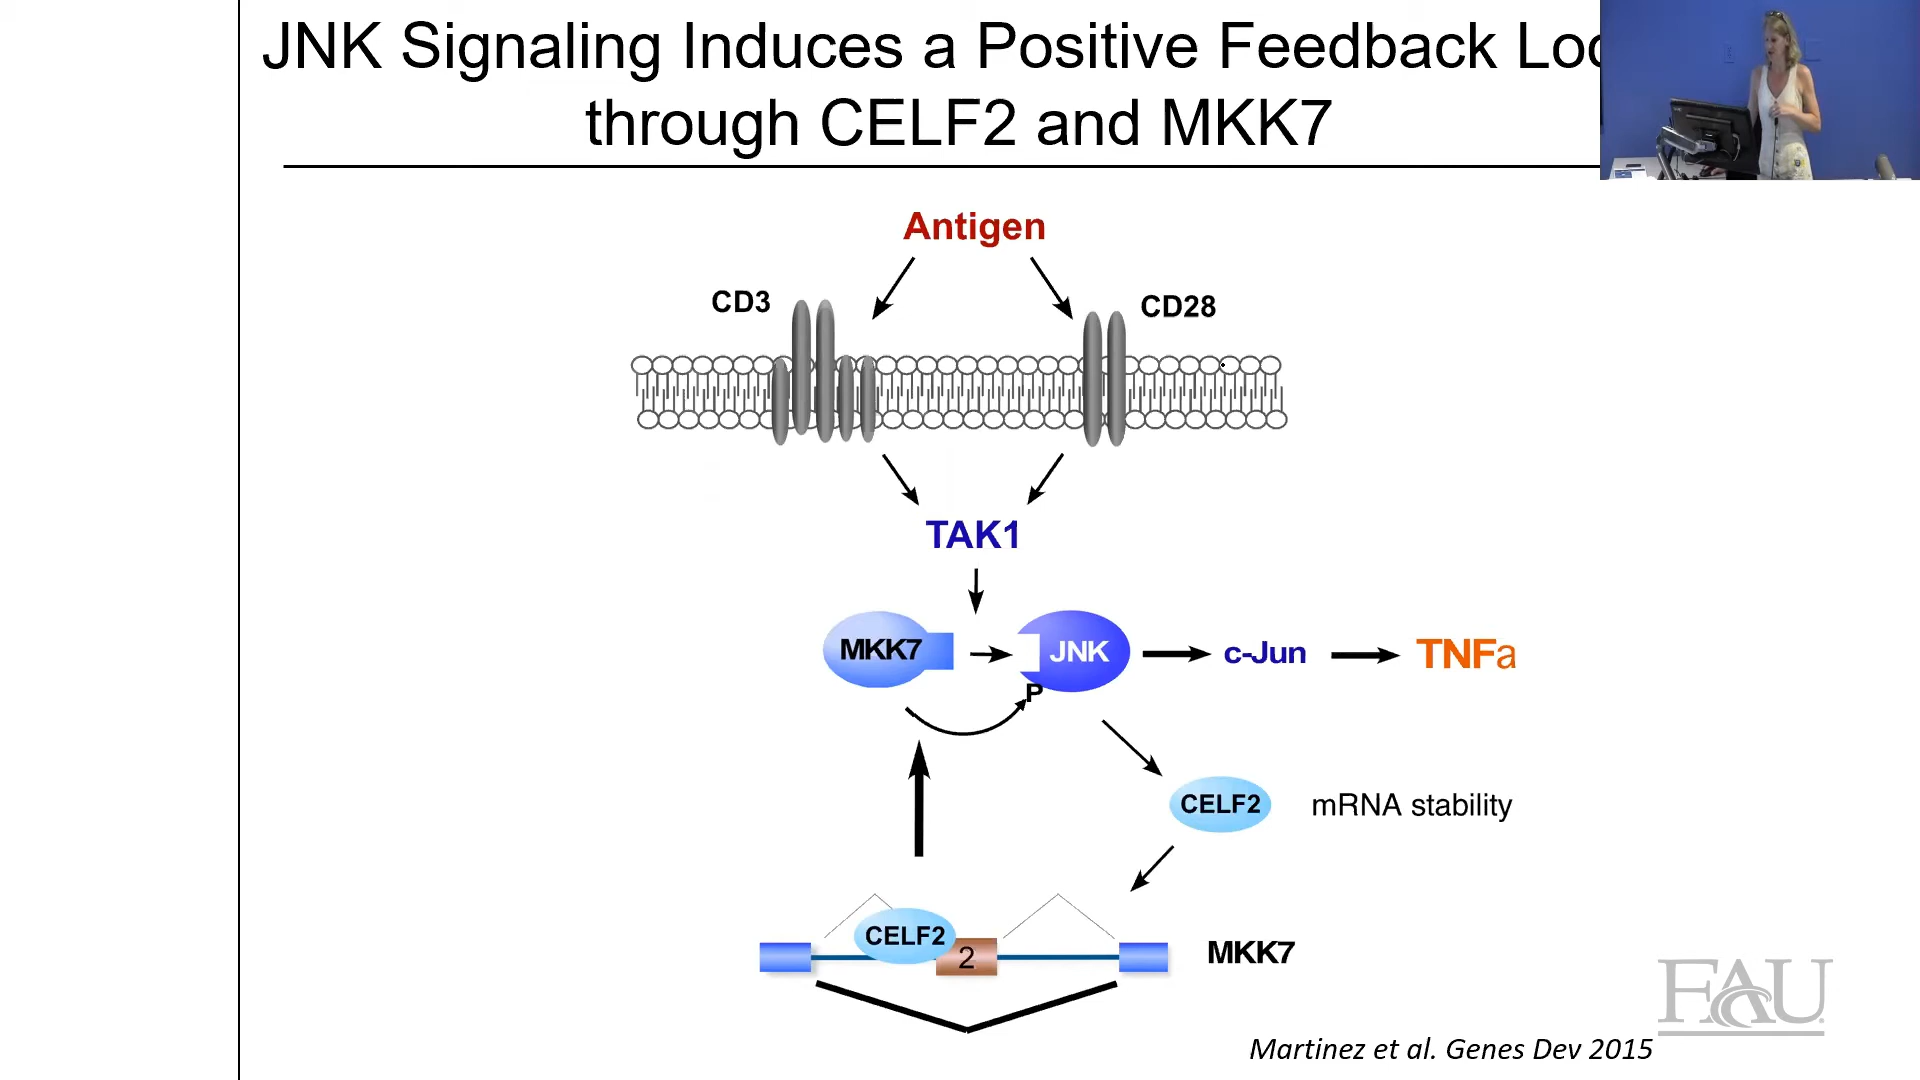 JNK Signaling Induces a Positive Feedback
through CELF2 and MKK7
Antigen
CD3
CD28
TAK1
MKK7
JNK
c-Jun
TNFa
P
CELF2
mRNA stability
CELF2
2
MKK7
FAU
Martinez et al. Genes Dev 2015